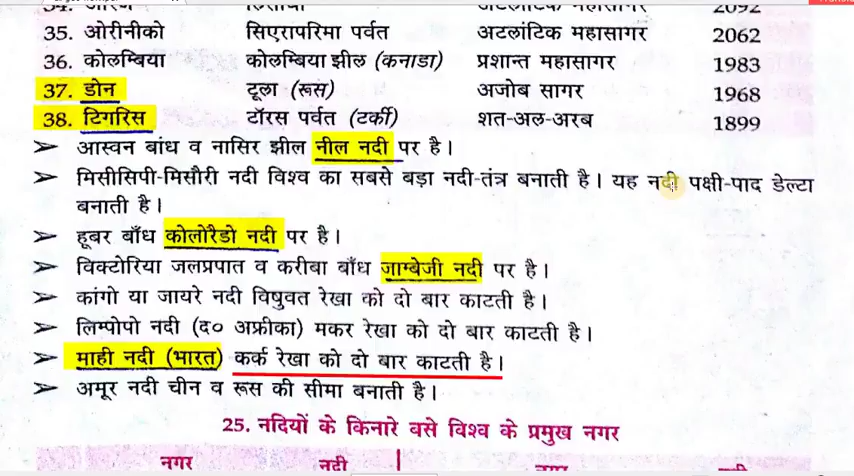 35. ओरीनीको सिएरापरिमा पर्वत अटलांटिक महासागर 2062
36. कोलम्बिया कोलम्बिया झील (कनाडा) प्रशान्त महासागर 1983
37. डोन टूला (रूस) अजोब सागर 1968
38. टिगरिस टॉरस पर्वत (टर्की) शत-अल-अरब 1899
➤ आस्वन बांध व नासिर झील नील नदी पर है।
➤ मिसीसिपी-मिसौरी नदी विश्व का सबसे बड़ा नदी-तंत्र बनाती है। यह नदी पक्षी-पाद डेल्टा
बनाती है।
➤ हूबर बाँध कोलोरैडो नदी पर है।
➤ विक्टोरिया जलप्रपात व करीबा बाँध जाम्बेजी नदी पर है।
➤ कांगो या जायरे नदी विषुवत रेखा को दो बार काटती है।
➤ लिम्पोपो नदी (द० अफ्रीका) मकर रेखा को दो बार काटती है।
➤ माही नदी (भारत) कर्क रेखा को दो बार काटती है।
➤ अमूर नदी चीन व रूस की सीमा बनाती है।
25. नदियों के किनारे बसे विश्व के प्रमुख नगर
नगर नदी